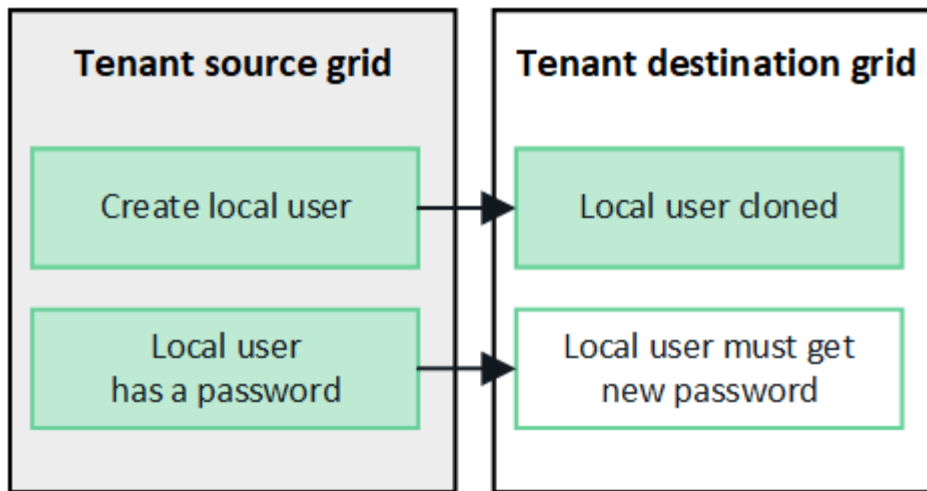 Tenant source grid
Create local user
Local user
has a password
Tenant destination grid
Local user cloned
Local user must get
new password